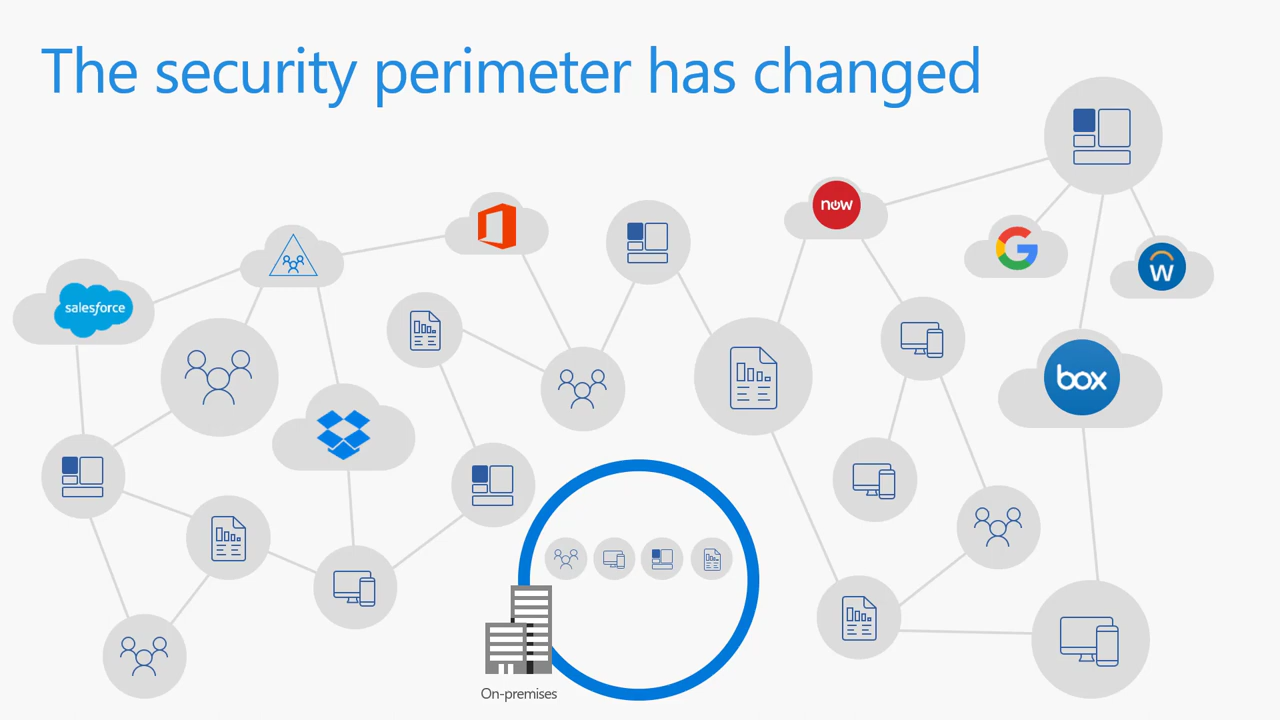 The security perimeter has changed
now
salesforce
W
box
On-premises